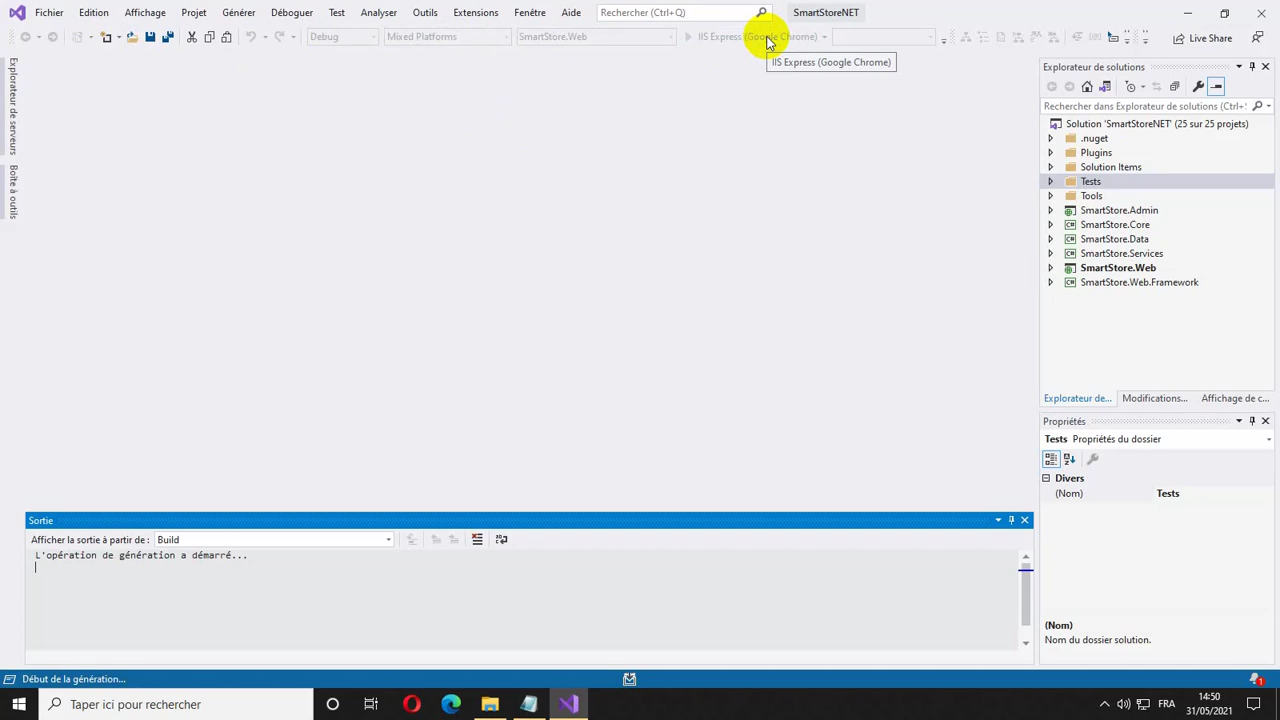 Fichier Edition Affichage Projet Générer Déboguer Test Analyser Outils Extensions Fenêtre Aide Rechercher (Ctrl+Q) SmartStoreNET
Debug Mixed Platforms SmartStore.Web IIS Express (Google Chrome) Live Share
IIS Express (Google Chrome)
Explorateur de serveurs
Boîte à outils
Explorateur de solutions
Rechercher dans Explorateur de solutions (Ctrl+
Solution 'SmartStoreNET' (25 sur 25 projets)
.nuget
Plugins
Solution Items
Tests
Tools
SmartStore.Admin
SmartStore.Core
SmartStore.Data
SmartStore.Services
SmartStore.Web
SmartStore.Web.Framework
Explorateur de... Modifications... Affichage de c...
Propriétés
Tests Propriétés du dossier
Divers
(Nom) Tests
(Nom)
Nom du dossier solution.
Sortie
Afficher la sortie à partir de : Build
L'opération de génération a démarré...
Début de la génération... 1
Taper ici pour rechercher FRA 14:50
31/05/2021